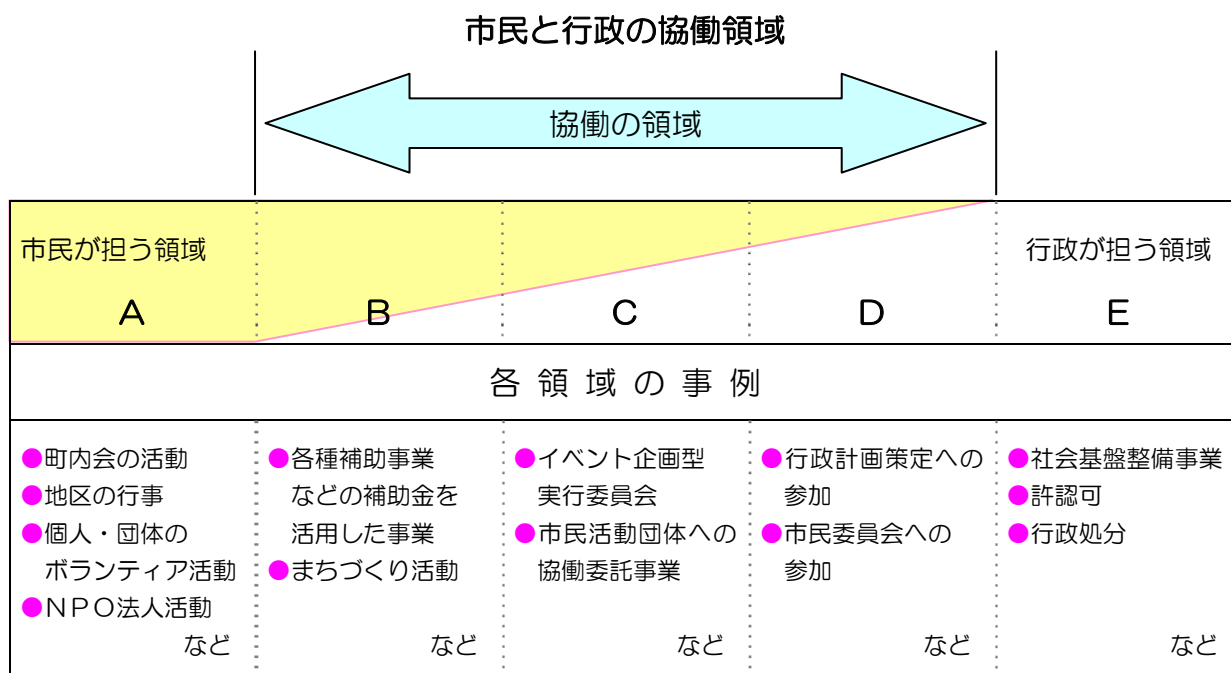 市民と行政の協働領域
協働の領域
市民が担う領域
行政が担う領域
A
B
C
D
E
各領域の事例
●町内会の活動
●地区の行事
●個人・団体の
ボランティア活動
●NPO法人活動
など
●各種補助事業
などの補助金を
活用した事業
●まちづくり活動
など
●イベント企画型
実行委員会
●市民活動団体への
協働委託事業
など
●行政計画策定への
参加
●市民委員会への
参加
など
●社会基盤整備事業
●許認可
●行政処分
など